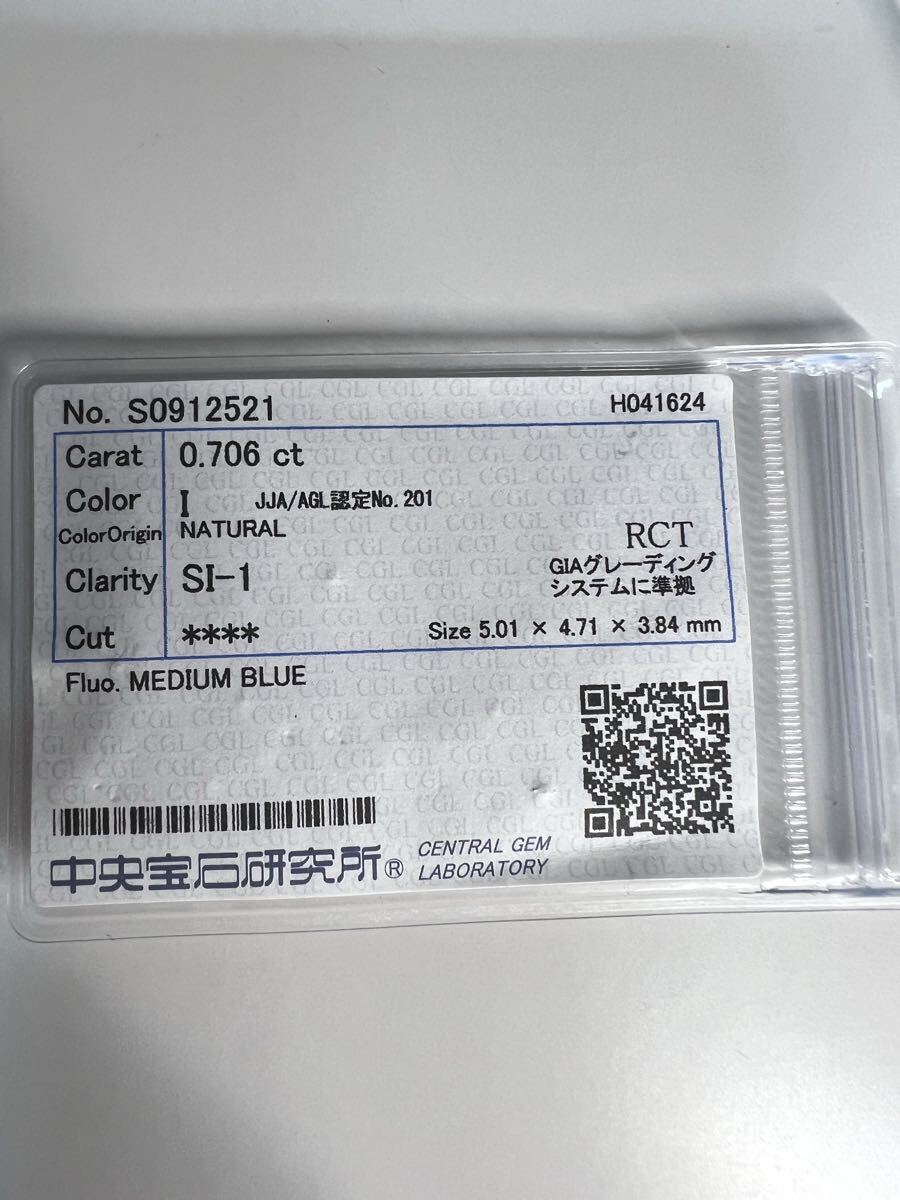 No. S0912521 H041624
Carat 0.706 ct
Color I JJA/AGL認定No.201
ColorOrigin NATURAL
RCT
Clarity SI-1 GIAグレーディング
システムに準拠
Cut **** Size 5.01 × 4.71 × 3.84 mm
Fluo. MEDIUM BLUE
中央宝石研究所® CENTRAL GEM
LABORATORY